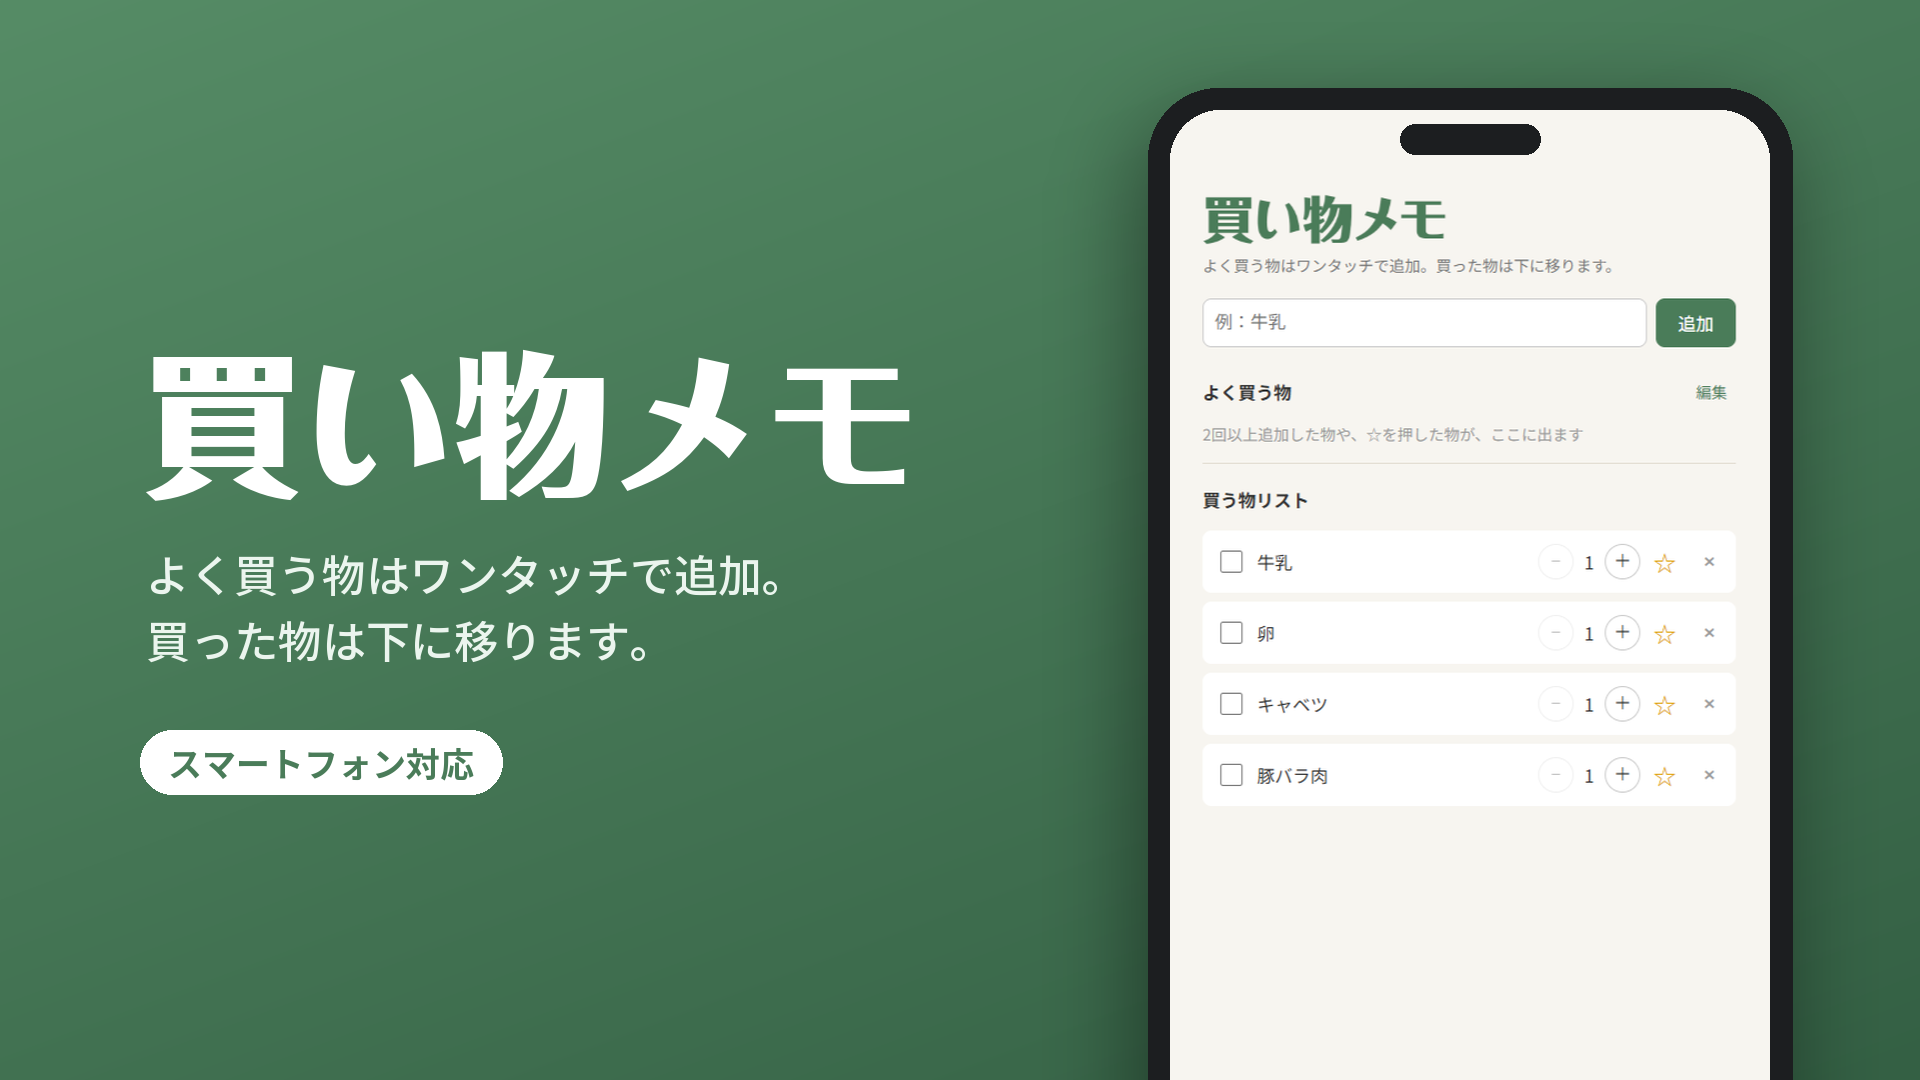 買い物メモ
よく買う物はワンタッチで追加。
買った物は下に移ります。
スマートフォン対応
買い物メモ
よく買う物はワンタッチで追加。買った物は下に移ります。
例：牛乳 追加
よく買う物 編集
2回以上追加した物や、☆を押した物が、ここに出ます
買う物リスト
牛乳 − 1 + ☆ ×
卵 − 1 + ☆ ×
キャベツ − 1 + ☆ ×
豚バラ肉 − 1 + ☆ ×